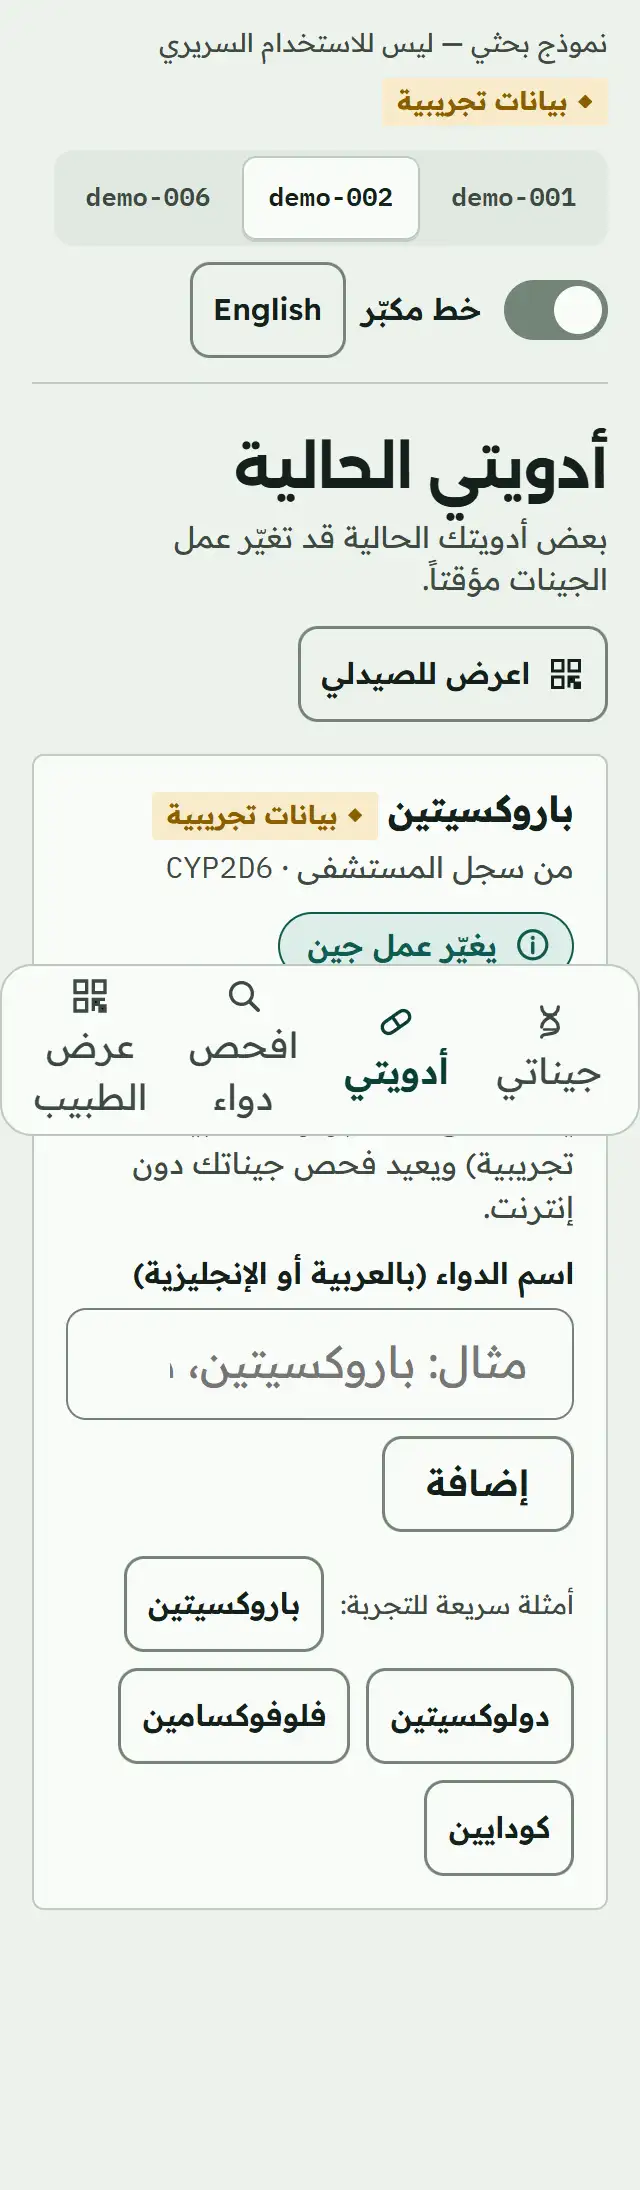 نموذج بحثي — ليس للاستخدام السريري
◆ بيانات تجريبية
demo-001 demo-002 demo-006
خط مكبّر English
أدويتي الحالية
بعض أدويتك الحالية قد تغيّر عمل
الجينات مؤقتاً.
اعرض للصيدلي
باروكسيتين ◆ بيانات تجريبية
من سجل المستشفى · CYP2D6
يغيّر عمل جين
جيناتي
أدويتي
افحص
دواء
عرض
الطبيب
تجريبية) ويعيد فحص جيناتك دون
إنترنت.
اسم الدواء (بالعربية أو الإنجليزية)
مثال: باروكسيتين،
إضافة
أمثلة سريعة للتجربة: باروكسيتين
دولوكسيتين فلوفوكسامين
كودايين